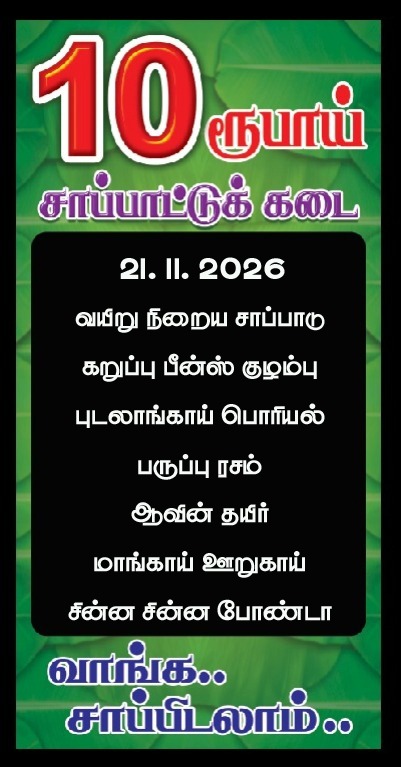 10 ரூபாய்
சாப்பாட்டுக் கடை
21. 11. 2026
வயிறு நிறைய சாப்பாடு
கறுப்பு பீன்ஸ் குழம்பு
புடலாங்காய் பொரியல்
பருப்பு ரசம்
ஆவின் தயிர்
மாங்காய் ஊறுகாய்
சின்ன சின்ன போண்டா
வாங்க..
சாப்பிடலாம்..